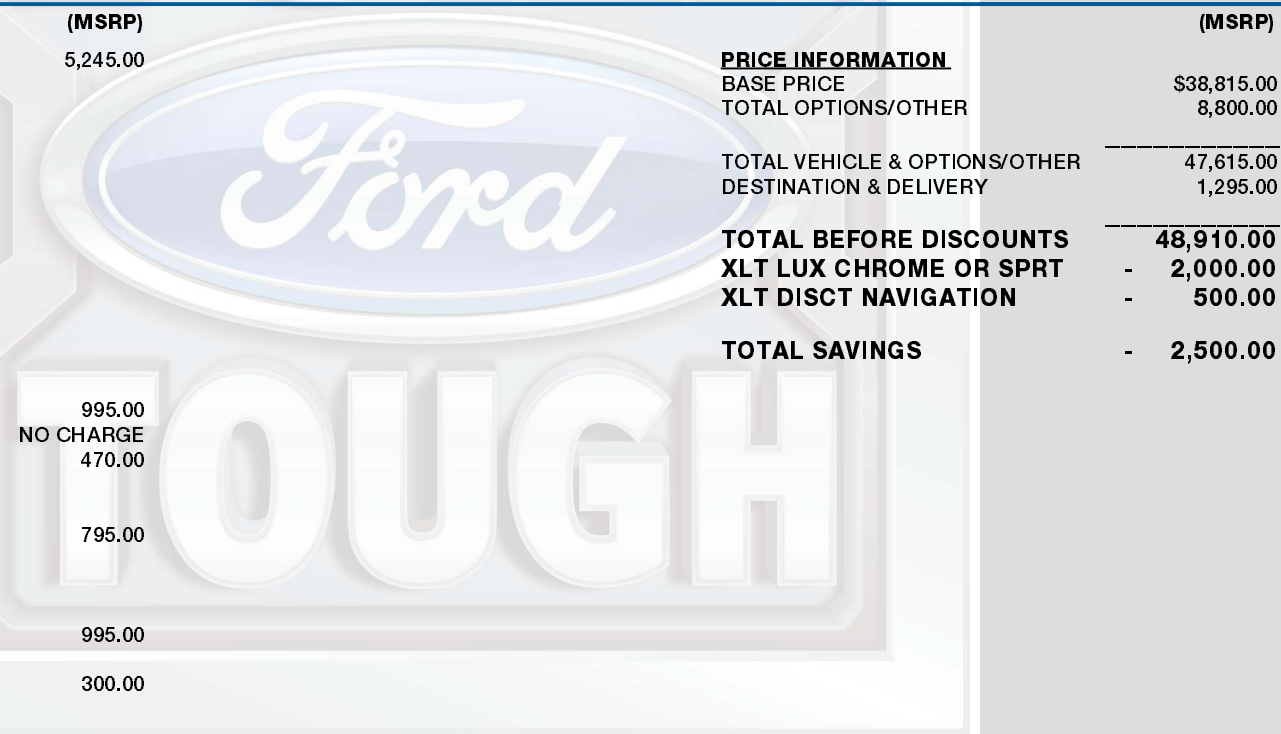 (MSRP)
5,245.00
995.00
NO CHARGE
470.00
795.00
995.00
300.00
Ford
TOUGH
(MSRP)
PRICE INFORMATION
BASE PRICE $38,815.00
TOTAL OPTIONS/OTHER 8,800.00
TOTAL VEHICLE & OPTIONS/OTHER 47,615.00
DESTINATION & DELIVERY 1,295.00
TOTAL BEFORE DISCOUNTS 48,910.00
XLT LUX CHROME OR SPRT - 2,000.00
XLT DISCT NAVIGATION - 500.00
TOTAL SAVINGS - 2,500.00